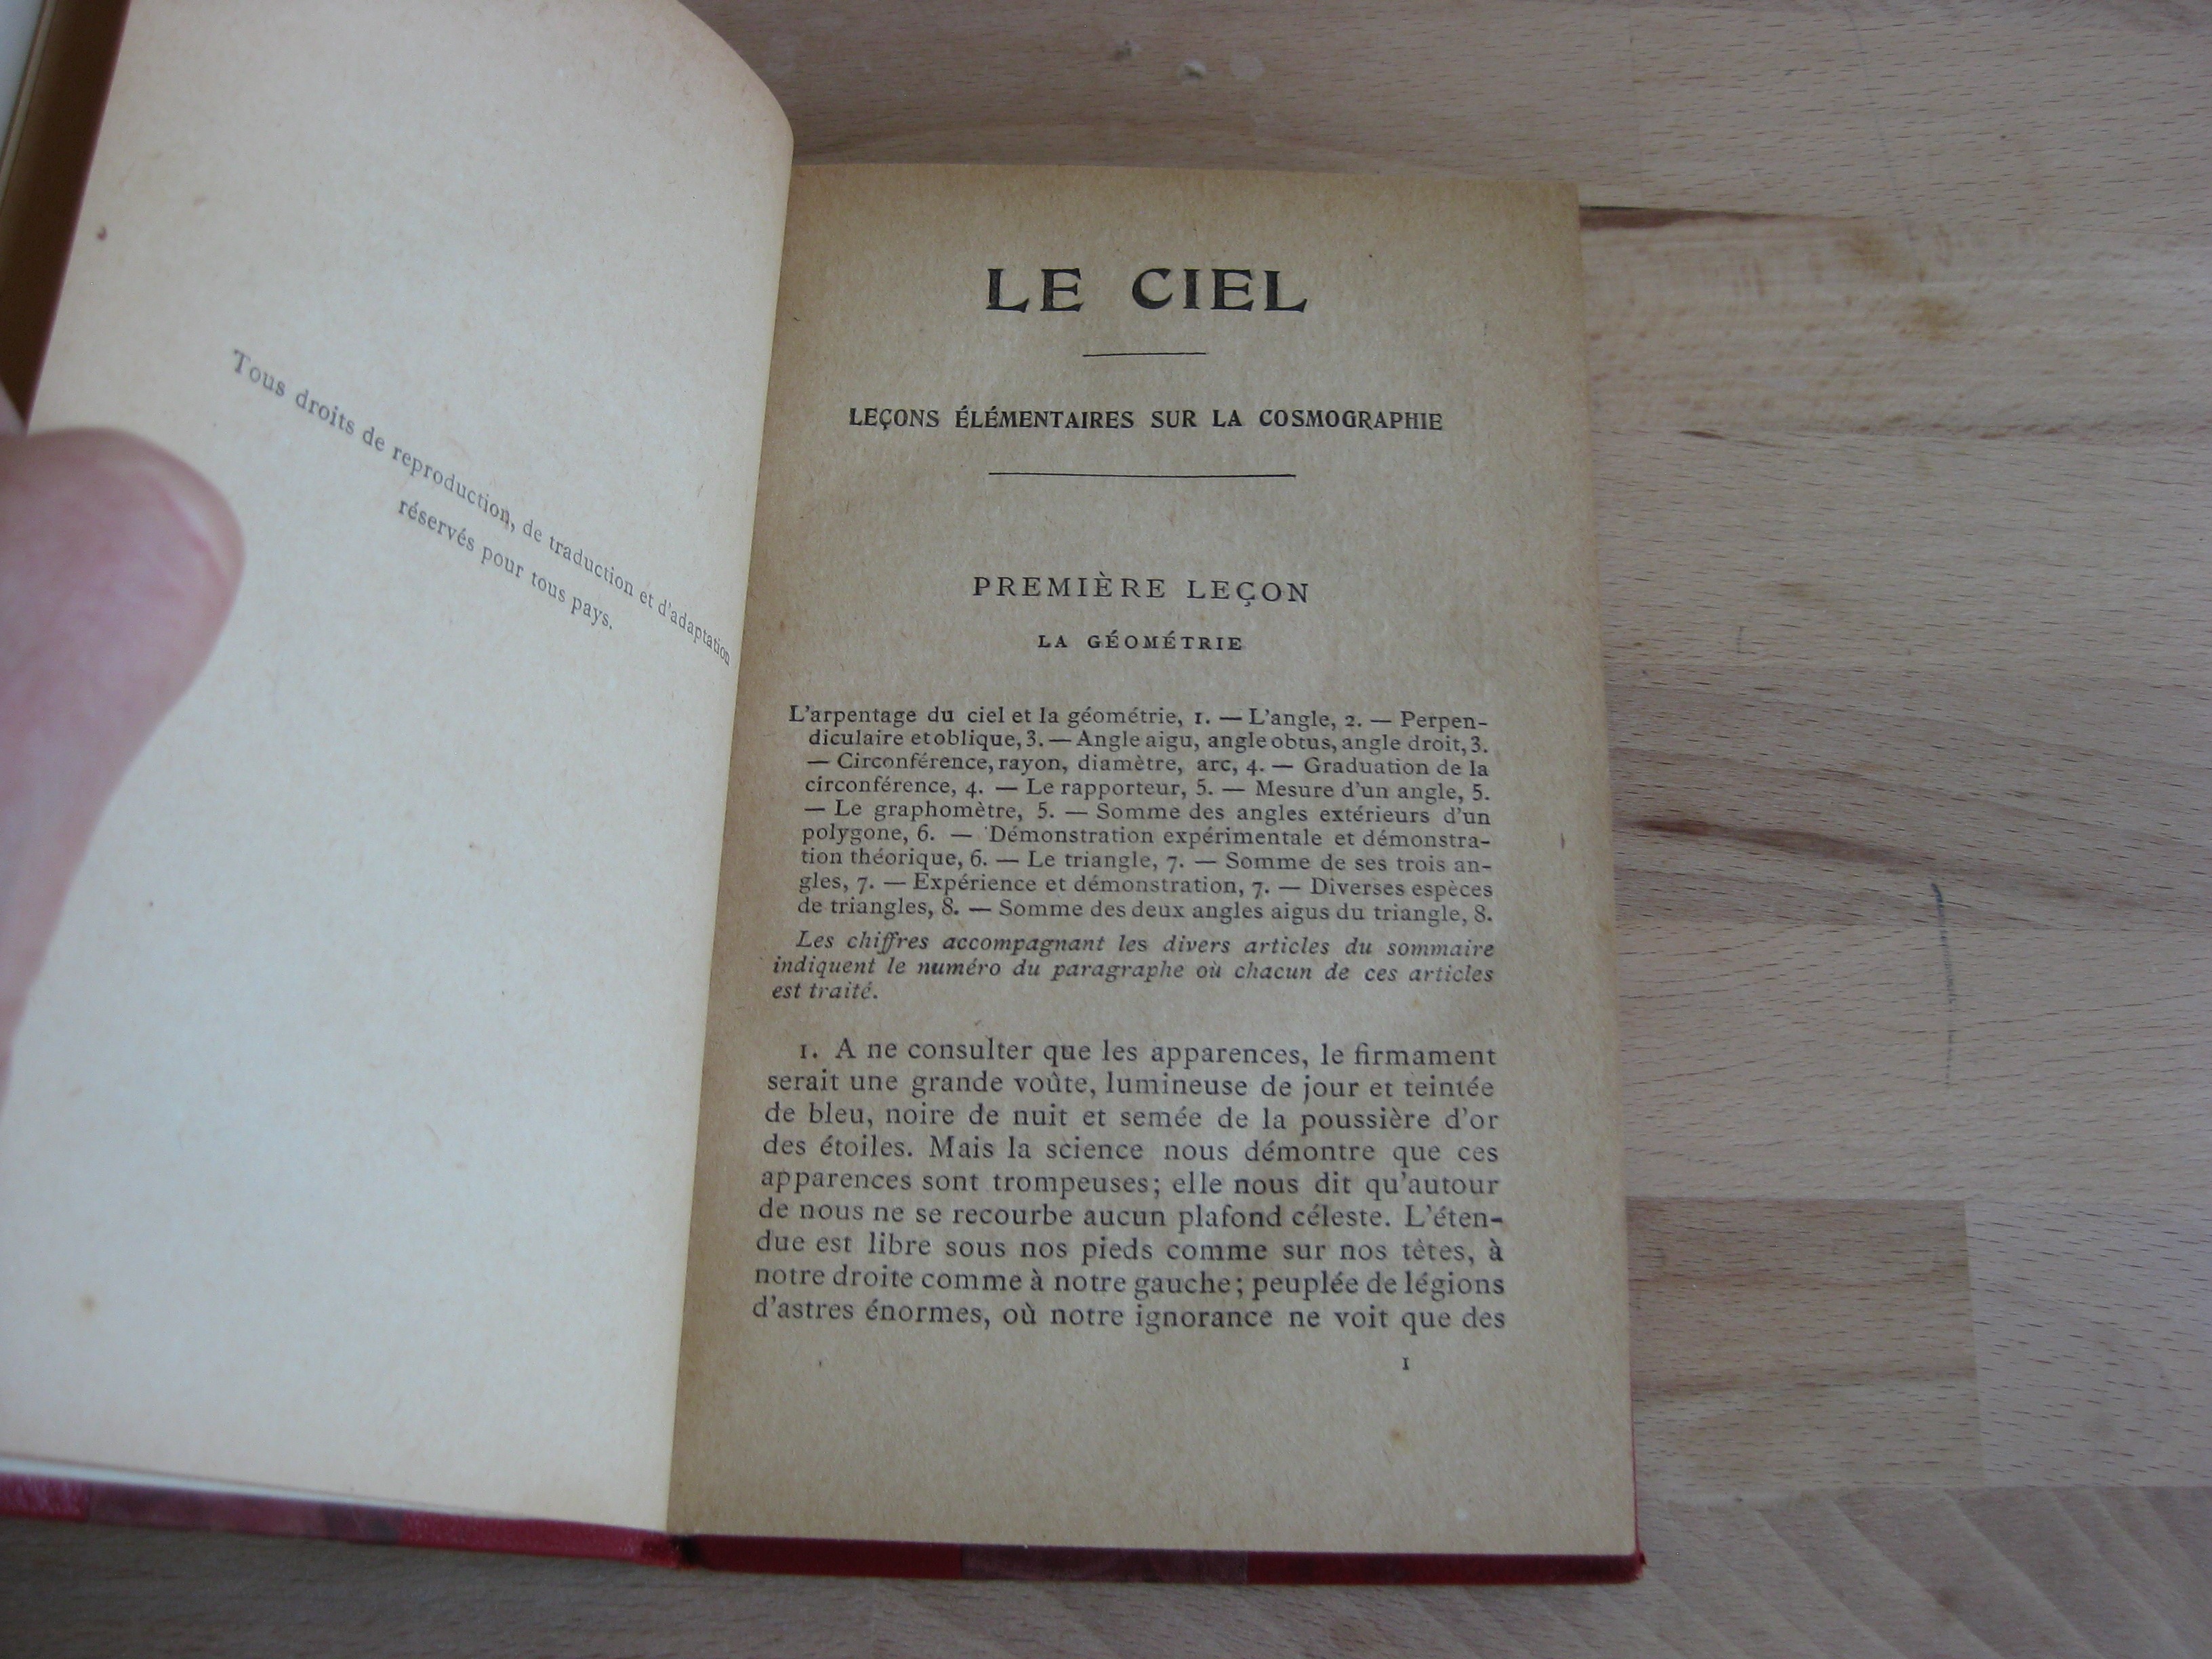 Tous droits de reproduction, de traduction et d'adaptation
réservés pour tous pays.
LE CIEL
LEÇONS ÉLÉMENTAIRES SUR LA COSMOGRAPHIE
PREMIÈRE LEÇON
LA GÉOMÉTRIE
L'arpentage du ciel et la géométrie, 1. — L'angle, 2. — Perpen-
diculaire et oblique, 3. — Angle aigu, angle obtus, angle droit, 3.
— Circonférence, rayon, diamètre, arc, 4. — Graduation de la
circonférence, 4. — Le rapporteur, 5. — Mesure d'un angle, 5.
— Le graphomètre, 5. — Somme des angles extérieurs d'un
polygone, 6. — Démonstration expérimentale et démonstra-
tion théorique, 6. — Le triangle, 7. — Somme de ses trois an-
gles, 7. — Expérience et démonstration, 7. — Diverses espèces
de triangles, 8. — Somme des deux angles aigus du triangle, 8.
Les chiffres accompagnant les divers articles du sommaire
indiquent le numéro du paragraphe où chacun de ces articles
est traité.
1. A ne consulter que les apparences, le firmament
serait une grande voûte, lumineuse de jour et teintée
de bleu, noire de nuit et semée de la poussière d'or
des étoiles. Mais la science nous démontre que ces
apparences sont trompeuses; elle nous dit qu'autour
de nous ne se recourbe aucun plafond céleste. L'éten-
due est libre sous nos pieds comme sur nos têtes, à
notre droite comme à notre gauche; peuplée de légions
d'astres énormes, où notre ignorance ne voit que des
1